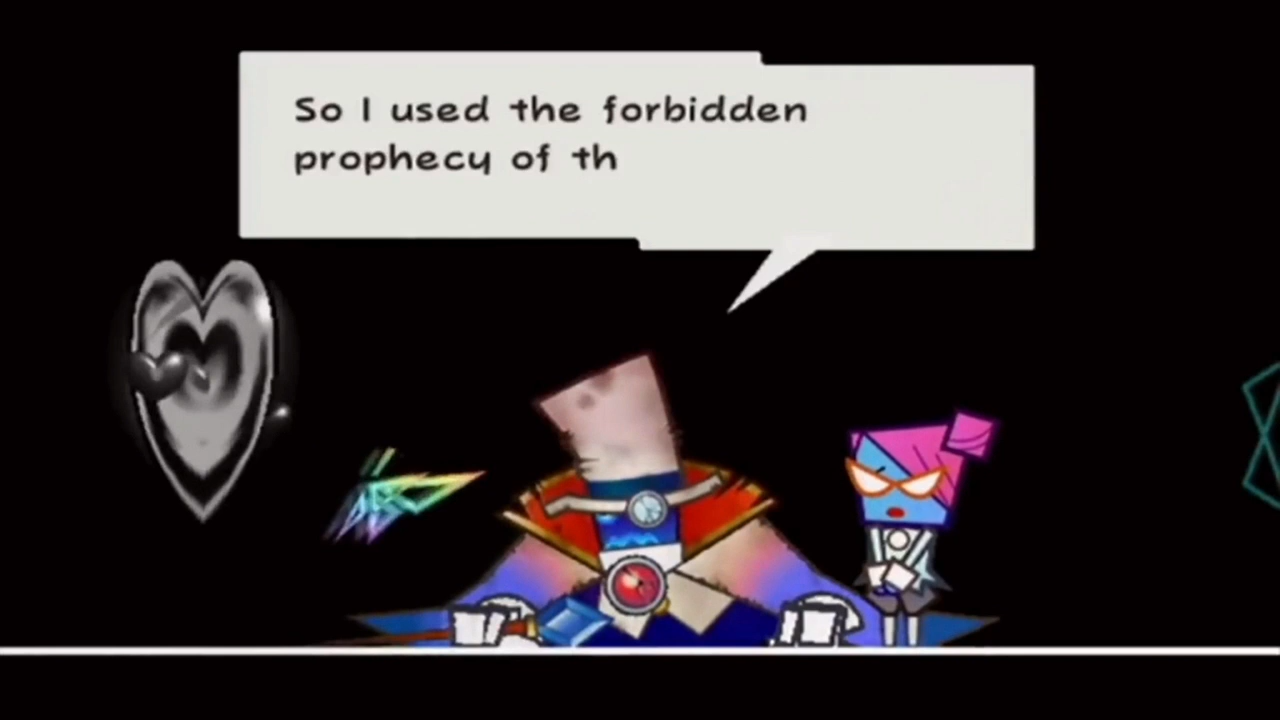 So I used the forbidden
prophecy of th